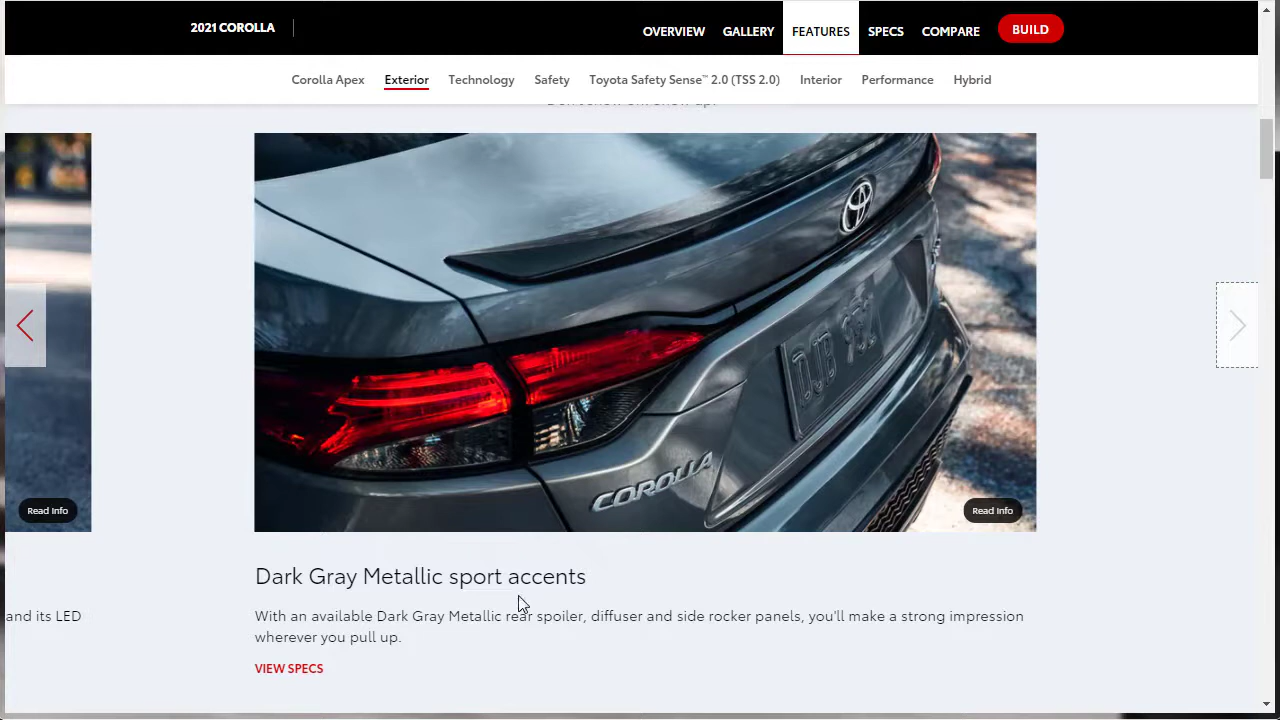 2021 COROLLA
OVERVIEW GALLERY FEATURES SPECS COMPARE BUILD
Corolla Apex Exterior Technology Safety Toyota Safety Sense™ 2.0 (TSS 2.0) Interior Performance Hybrid
COROLLA
Read Info
Read Info
Dark Gray Metallic sport accents
and its LED
With an available Dark Gray Metallic rear spoiler, diffuser and side rocker panels, you'll make a strong impression
wherever you pull up.
VIEW SPECS